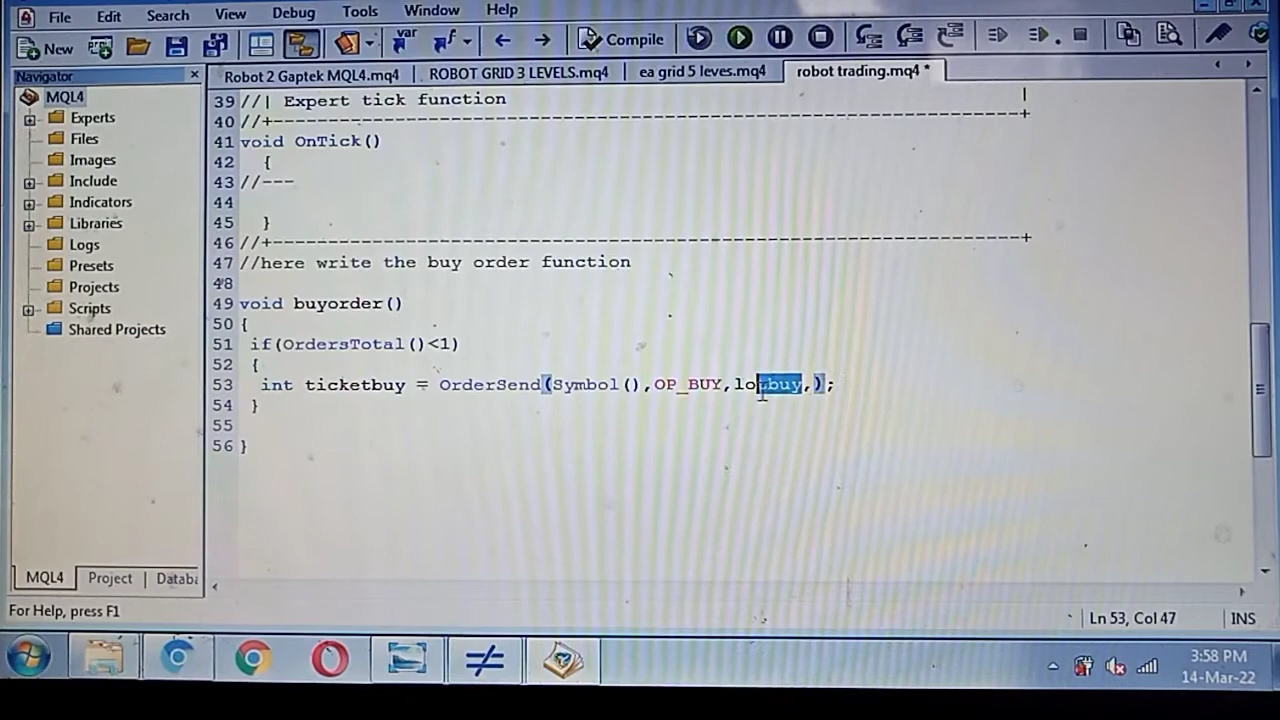 File Edit Search View Debug Tools Window Help
New Compile
Navigator
Robot 2 Gaptek MQL4.mq4 ROBOT GRID 3 LEVELS.mq4 ea grid 5 leves.mq4 robot trading.mq4 *
MQL4
Experts
Files
Images
Include
Indicators
Libraries
Logs
Presets
Projects
Scripts
Shared Projects
39 //| Expert tick function |
40 //+------------------------------------------------------------------+
41 void OnTick()
42 {
43 //---
44
45 }
46 //+------------------------------------------------------------------+
47 //here write the buy order function
48
49 void buyorder()
50 {
51 if(OrdersTotal()<1)
52 {
53 int ticketbuy = OrderSend(Symbol(),OP_BUY,lotbuy,);
54 }
55
56 }
MQL4 Project Databa
For Help, press F1
Ln 53, Col 47 INS
3:58 PM
14-Mar-22